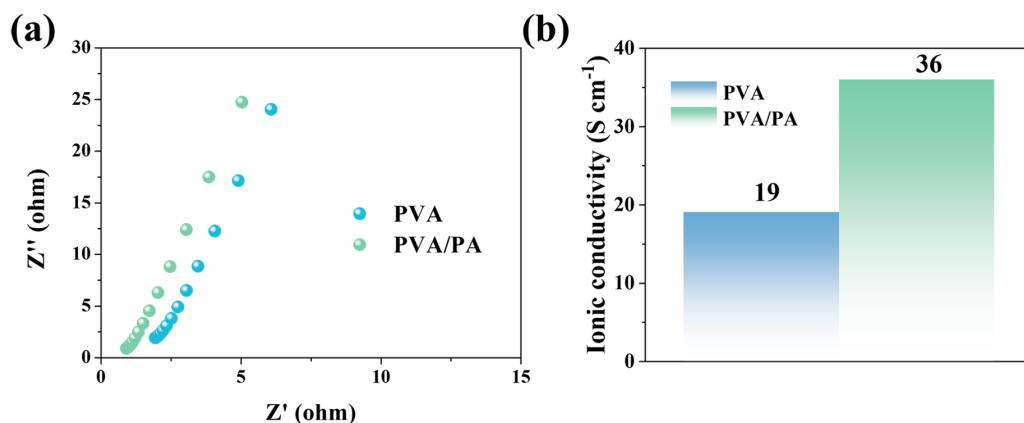 (a)
30
25
20
15
10
5
0
0 5 10 15
Z'' (ohm)
Z' (ohm)
PVA
PVA/PA
(b)
40
30
20
10
0
Ionic conductivity (S cm⁻¹)
PVA
PVA/PA
19
36